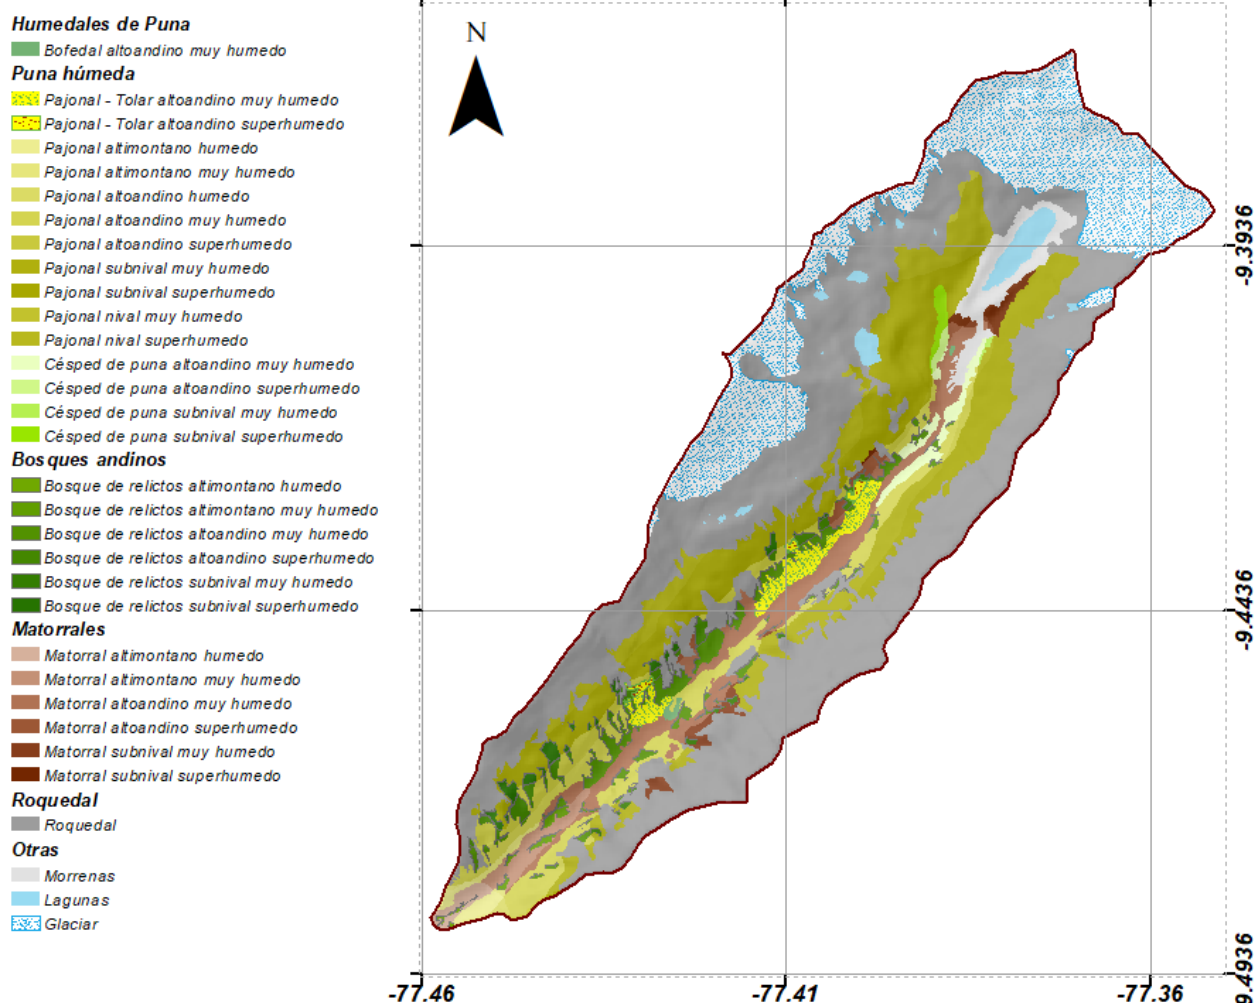 Humedales de Puna
Bofedal altoandino muy humedo
Puna húmeda
Pajonal - Tolar altoandino muy humedo
Pajonal - Tolar altoandino superhumedo
Pajonal altimontano humedo
Pajonal altimontano muy humedo
Pajonal altoandino humedo
Pajonal altoandino muy humedo
Pajonal altoandino superhumedo
Pajonal subnival muy humedo
Pajonal subnival superhumedo
Pajonal nival muy humedo
Pajonal nival superhumedo
Césped de puna altoandino muy humedo
Césped de puna altoandino superhumedo
Césped de puna subnival muy humedo
Césped de puna subnival superhumedo
Bosques andinos
Bosque de relictos altimontano humedo
Bosque de relictos altimontano muy humedo
Bosque de relictos altoandino muy humedo
Bosque de relictos altoandino superhumedo
Bosque de relictos subnival muy humedo
Bosque de relictos subnival superhumedo
Matorrales
Matorral altimontano humedo
Matorral altimontano muy humedo
Matorral altoandino muy humedo
Matorral altoandino superhumedo
Matorral subnival muy humedo
Matorral subnival superhumedo
Roquedal
Roquedal
Otras
Morrenas
Lagunas
Glaciar
N
-9.3936
-9.4436
-9.4936
-77.46
-77.41
-77.36